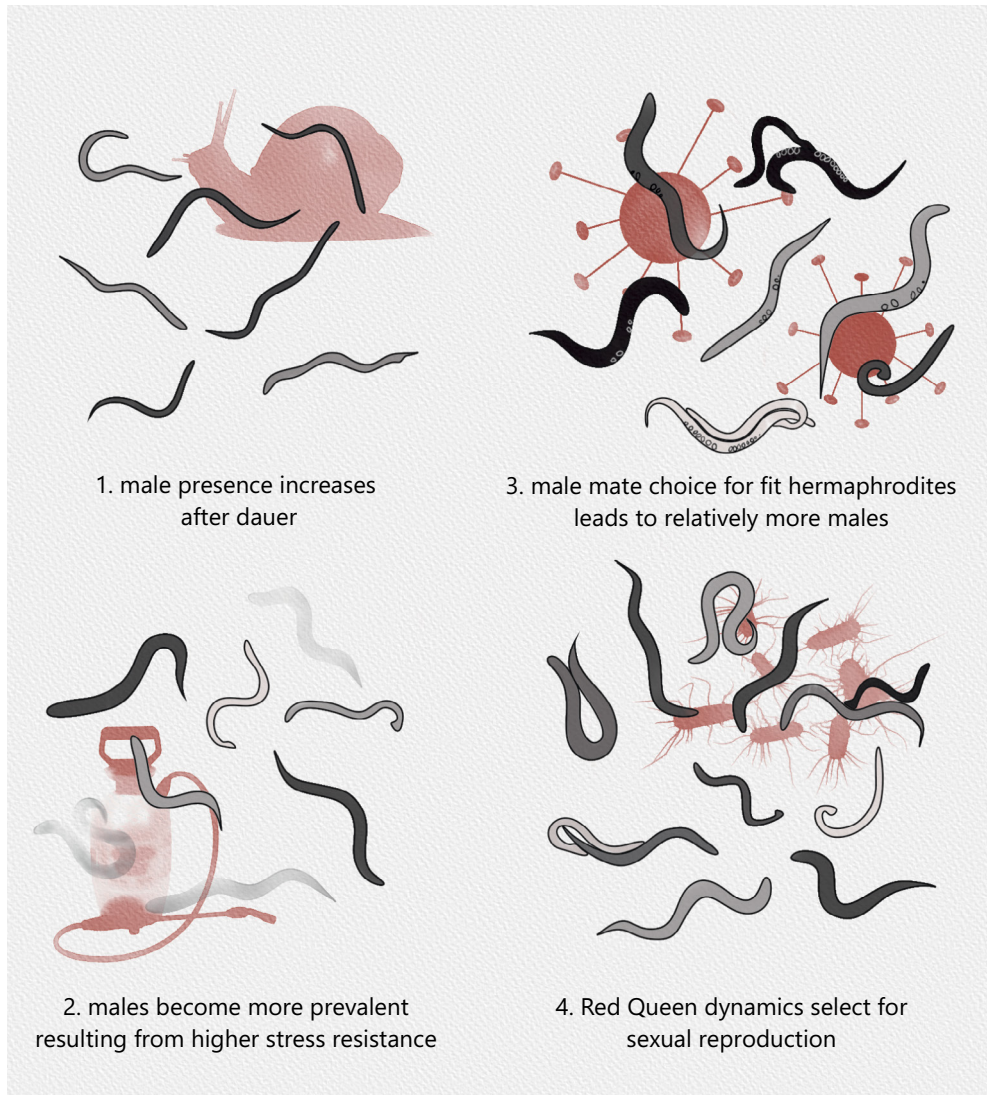 1. male presence increases
after dauer
2. males become more prevalent
resulting from higher stress resistance
3. male mate choice for fit hermaphrodites
leads to relatively more males
4. Red Queen dynamics select for
sexual reproduction